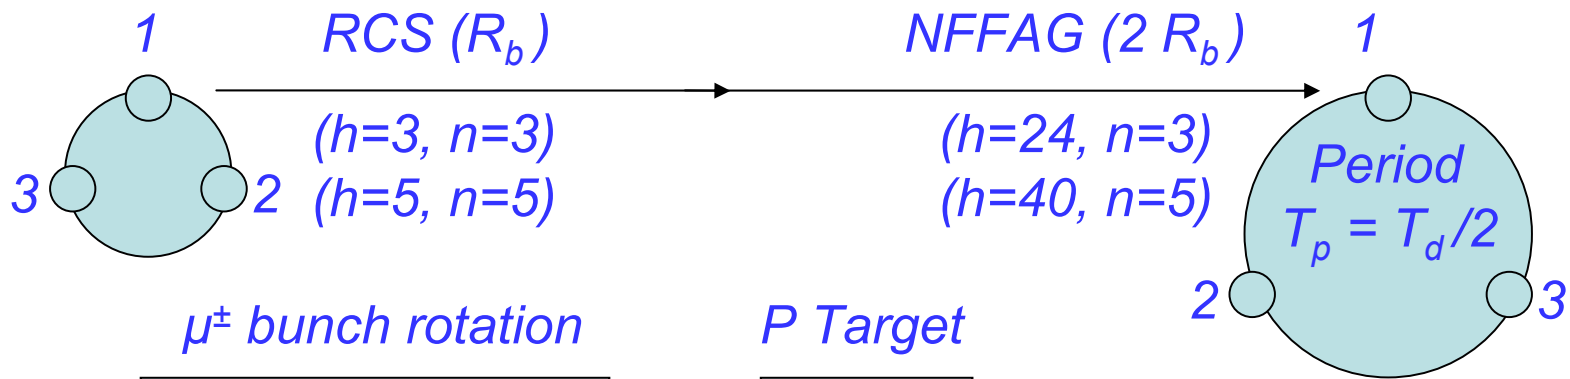 1 RCS (R_b) NFFAG (2 R_b) 1
(h=3, n=3) (h=24, n=3)
Period
3 2 (h=5, n=5) (h=40, n=5)
T_p = T_d/2
2 3
μ± bunch rotation P Target